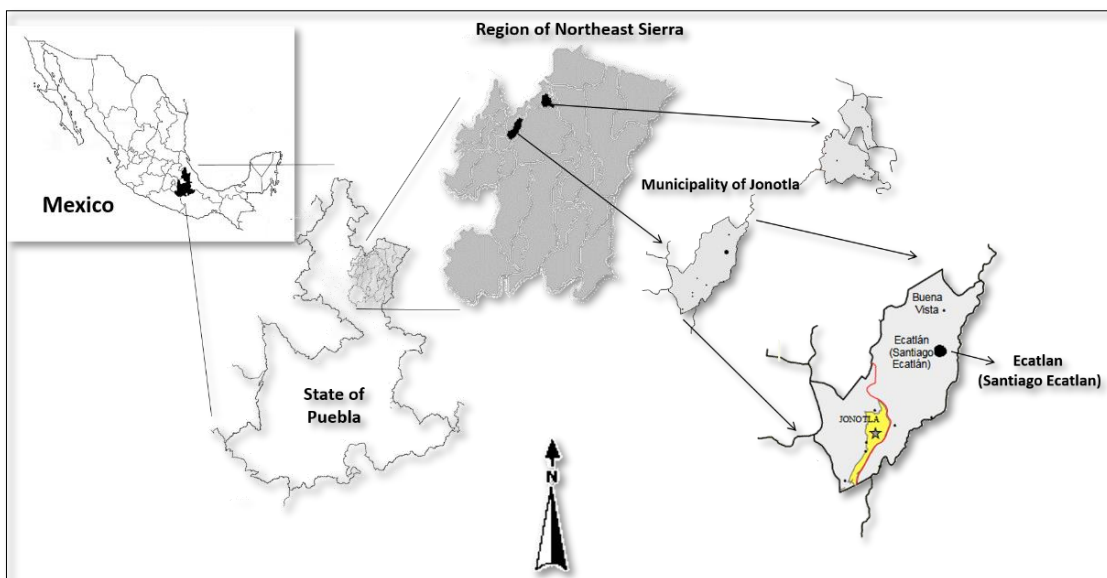 Region of Northeast Sierra
Mexico
Municipality of Jonotla
State of
Puebla
Buena
Vista
Ecatlán
(Santiago
Ecatlán)
Ecatlan
(Santiago Ecatlan)
JONOTLA
N